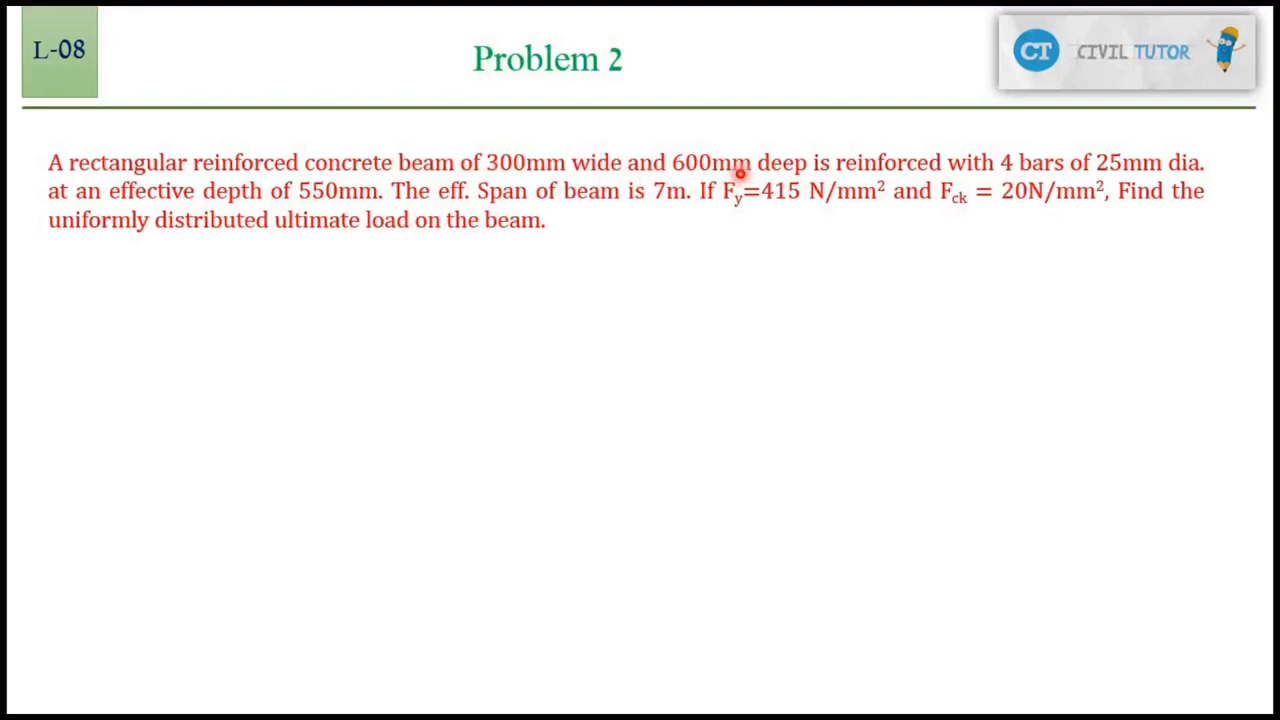 L-08
Problem 2
CT CIVIL TUTOR
A rectangular reinforced concrete beam of 300mm wide and 600mm deep is reinforced with 4 bars of 25mm dia.
at an effective depth of 550mm. The eff. Span of beam is 7m. If Fy=415 N/mm² and Fck = 20N/mm², Find the
uniformly distributed ultimate load on the beam.